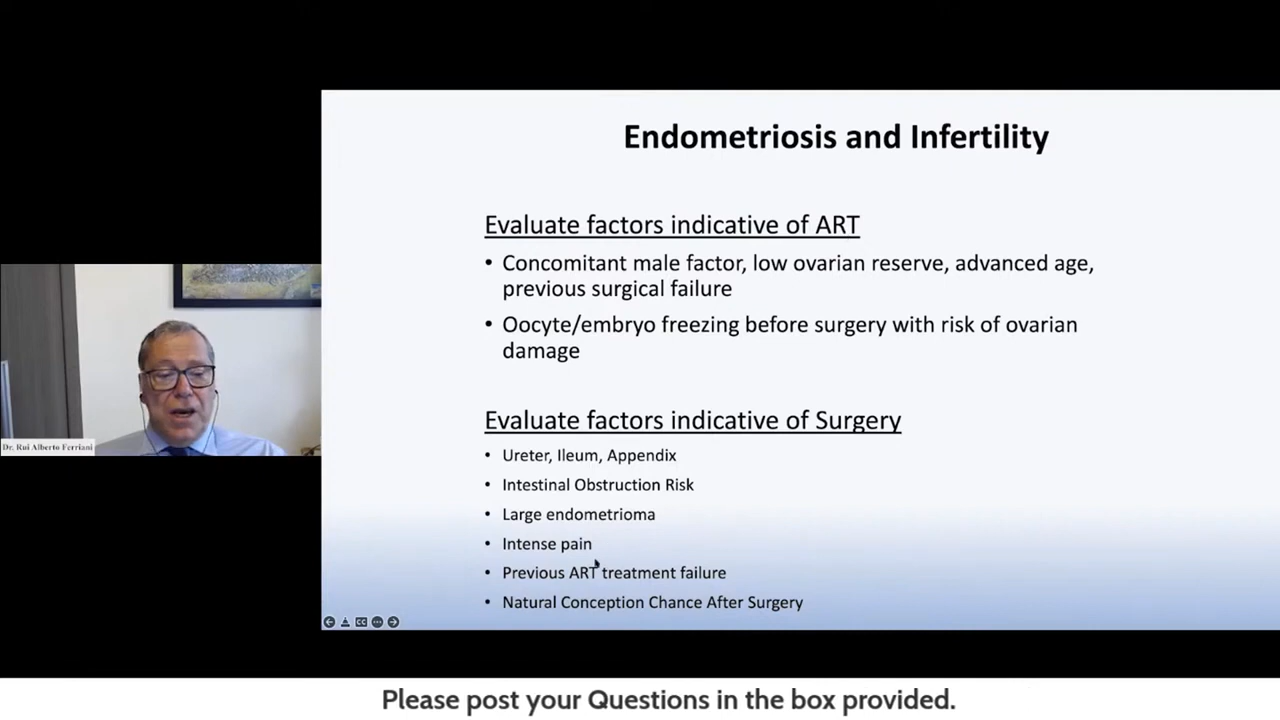 Endometriosis and Infertility
Evaluate factors indicative of ART
• Concomitant male factor, low ovarian reserve, advanced age,
previous surgical failure
• Oocyte/embryo freezing before surgery with risk of ovarian
damage
Evaluate factors indicative of Surgery
• Ureter, Ileum, Appendix
• Intestinal Obstruction Risk
• Large endometrioma
• Intense pain
• Previous ART treatment failure
• Natural Conception Chance After Surgery
Dr. Rui Alberto Ferriani
CC
Please post your Questions in the box provided.